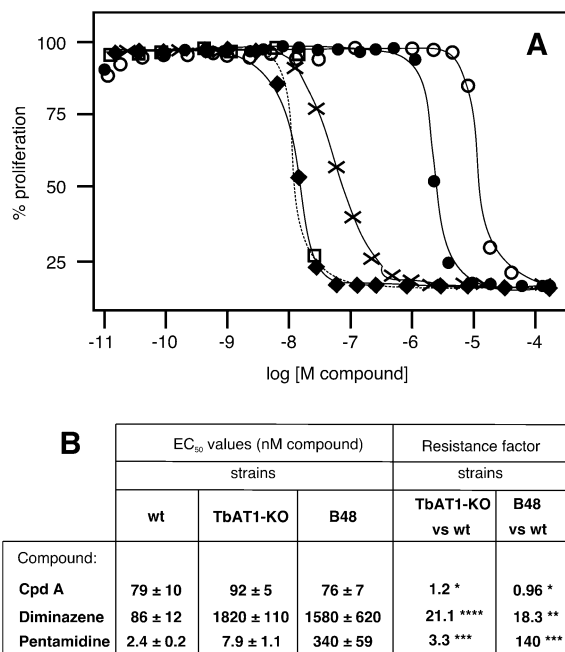 A
100
75
50
25
% proliferation
-11 -10 -9 -8 -7 -6 -5 -4
log [M compound]
B
EC50 values (nM compound) Resistance factor
strains strains
wt TbAT1-KO B48 TbAT1-KO vs wt B48 vs wt
Compound:
Cpd A 79 ± 10 92 ± 5 76 ± 7 1.2 * 0.96 *
Diminazene 86 ± 12 1820 ± 110 1580 ± 620 21.1 **** 18.3 **
Pentamidine 2.4 ± 0.2 7.9 ± 1.1 340 ± 59 3.3 *** 140 ***